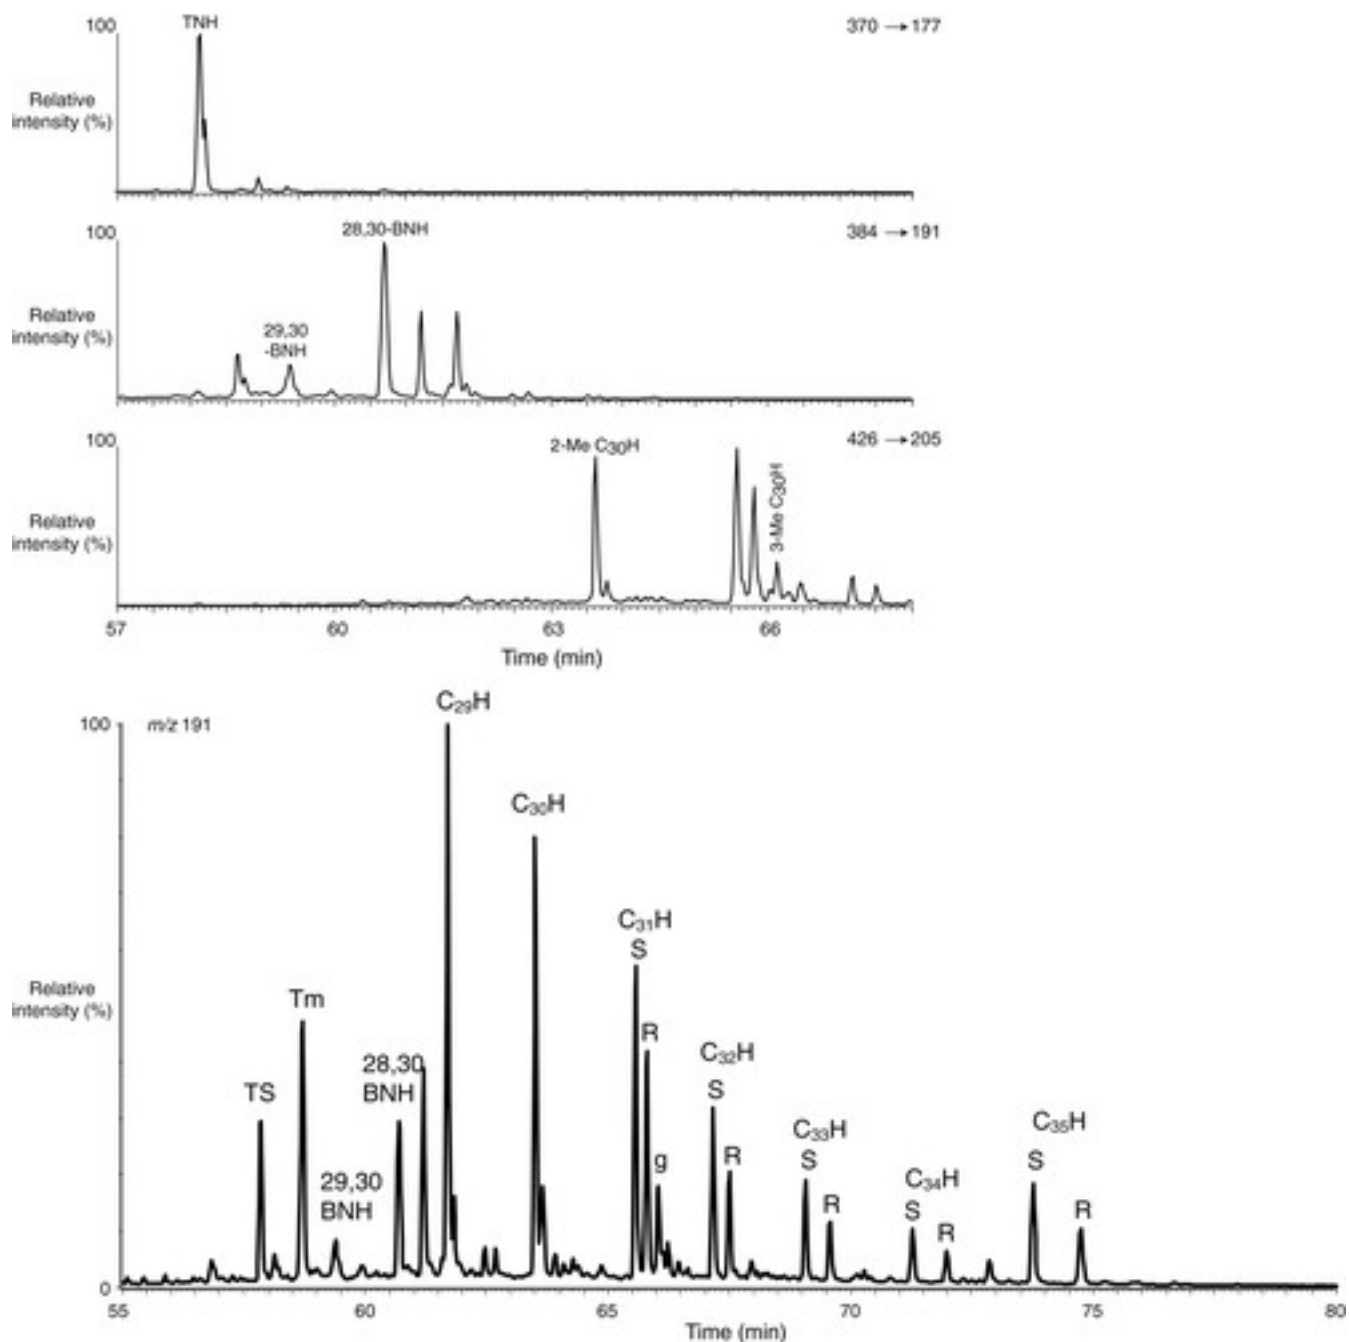 TNH
100
370 → 177
Relative
intensity (%)
28,30-BNH
100
384 → 191
Relative
intensity (%)
29,30
-BNH
2-Me C30H
100
426 → 205
Relative
intensity (%)
3-Me C30H
57 60 63 66
Time (min)
C29H
100
m/z 191
C30H
C31H
S
Relative
intensity (%)
Tm
R
C32H
28,30
BNH
TS
S
C33H
C35H
R
g
S
S
29,30
BNH
C34H
S
R
R
R
0
55 60 65 70 75 80
Time (min)